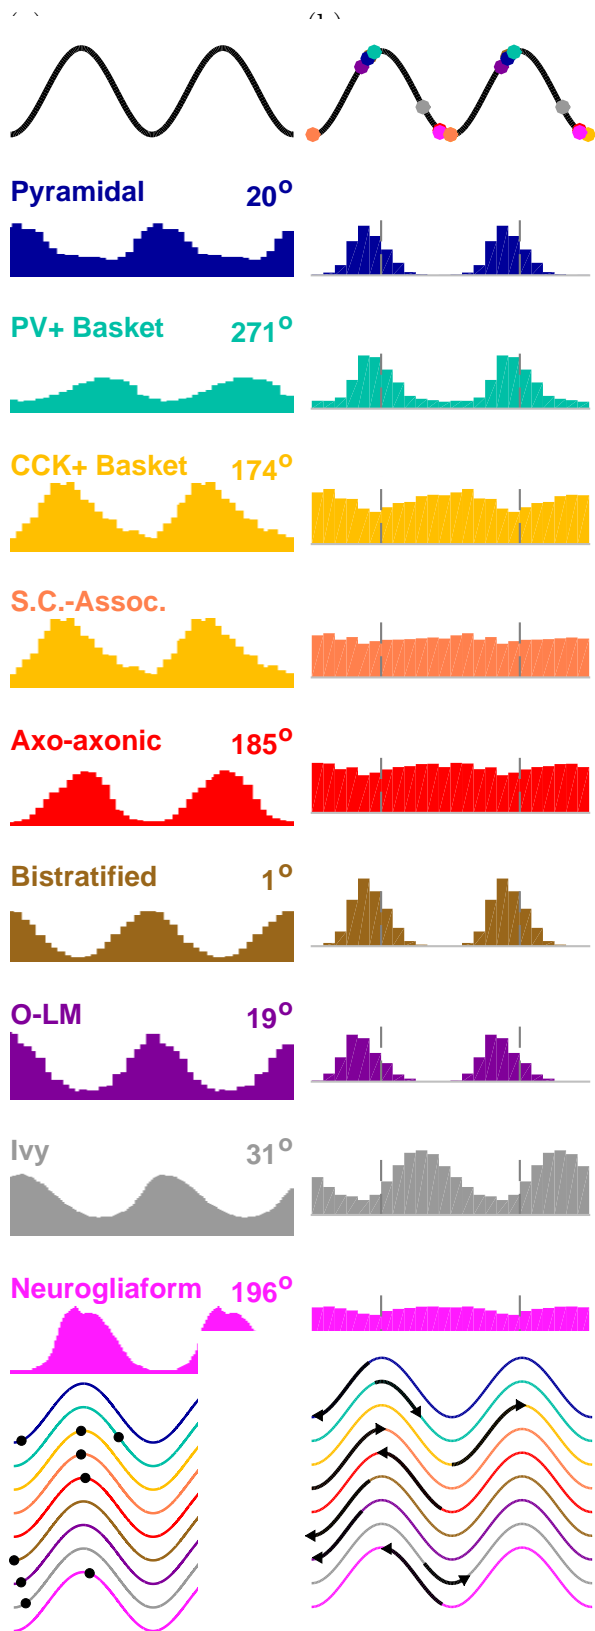 Pyramidal 20°
PV+ Basket 271°
CCK+ Basket 174°
S.C.-Assoc.
Axo-axonic 185°
Bistratified 1°
O-LM 19°
Ivy 31°
Neurogliaform 196°